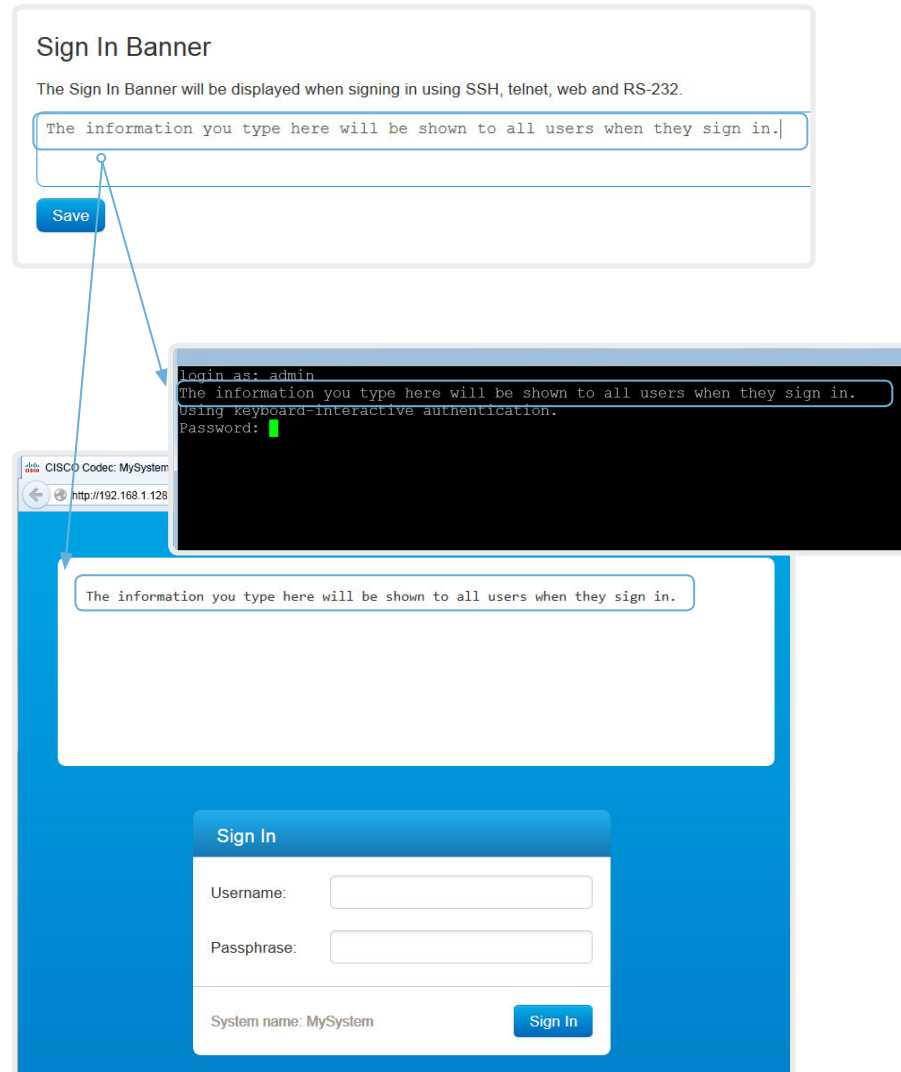 Sign In Banner
The Sign In Banner will be displayed when signing in using SSH, telnet, web and RS-232.
The information you type here will be shown to all users when they sign in.
Save
login as: admin
The information you type here will be shown to all users when they sign in.
Using keyboard-interactive authentication.
Password:
CISCO
CISCO Codec: MySystem
http://192.168.1.128
The information you type here will be shown to all users when they sign in.
Sign In
Username:
Passphrase:
System name: MySystem
Sign In